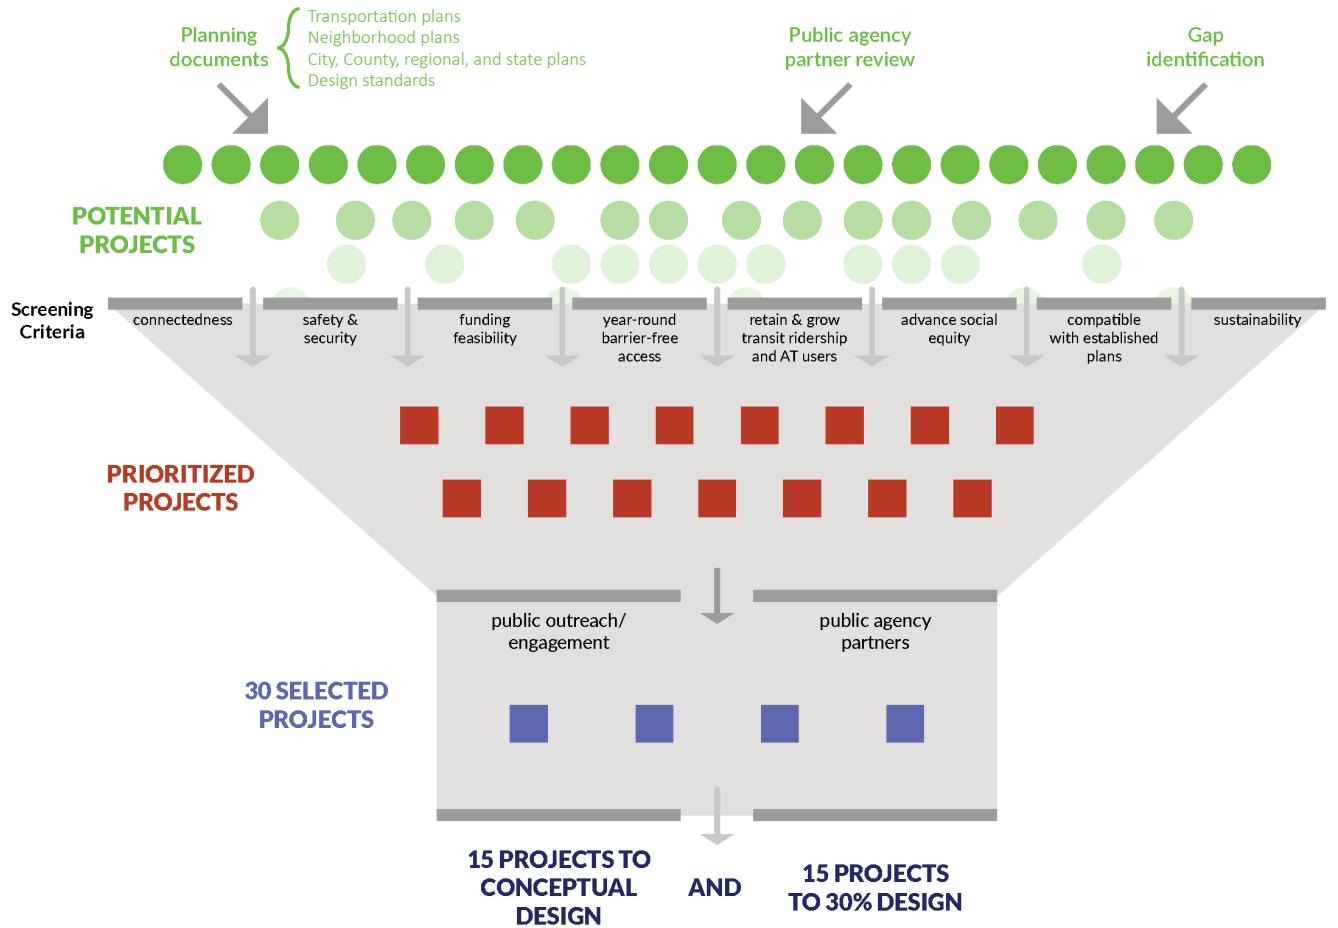 Planning
documents
Transportation plans
Neighborhood plans
City, County, regional, and state plans
Design standards
Public agency
partner review
Gap
identification
POTENTIAL
PROJECTS
Screening
Criteria
connectedness
safety &
security
funding
feasibility
year-round
barrier-free
access
retain & grow
transit ridership
and AT users
advance social
equity
compatible
with established
plans
sustainability
PRIORITIZED
PROJECTS
public outreach/
engagement
public agency
partners
30 SELECTED
PROJECTS
15 PROJECTS TO
CONCEPTUAL
DESIGN
AND
15 PROJECTS
TO 30% DESIGN